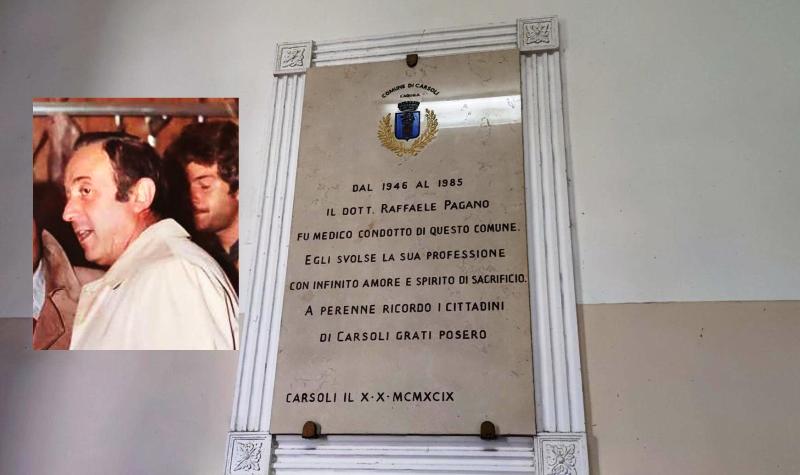 COMUNE DI CARSOLI
L'AQUILA
DAL 1946 AL 1985
IL DOTT. RAFFAELE PAGANO
FU MEDICO CONDOTTO DI QUESTO COMUNE.
EGLI SVOLSE LA SUA PROFESSIONE
CON INFINITO AMORE E SPIRITO DI SACRIFICIO.
A PERENNE RICORDO I CITTADINI
DI CARSOLI GRATI POSERO
CARSOLI IL X·X·MCMXCIX